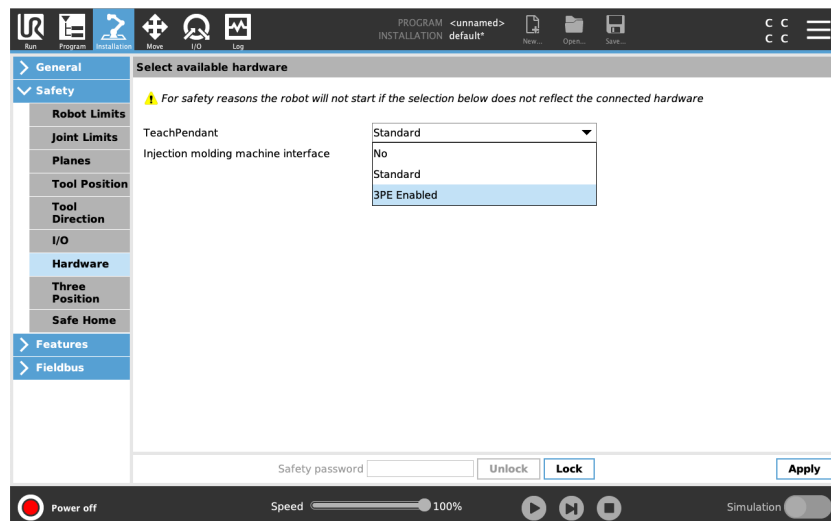 PROGRAM <unnamed>
INSTALLATION default*
UR
Run
Program
Installation
Move
I/O
Log
New...
Open...
Save...
C C
C C
General
Safety
Robot Limits
Joint Limits
Planes
Tool Position
Tool
Direction
I/O
Hardware
Three
Position
Safe Home
Features
Fieldbus
Select available hardware
For safety reasons the robot will not start if the selection below does not reflect the connected hardware
TeachPendant
Standard
Injection molding machine interface
No
Standard
3PE Enabled
Safety password
Unlock
Lock
Apply
Power off
Speed
100%
Simulation